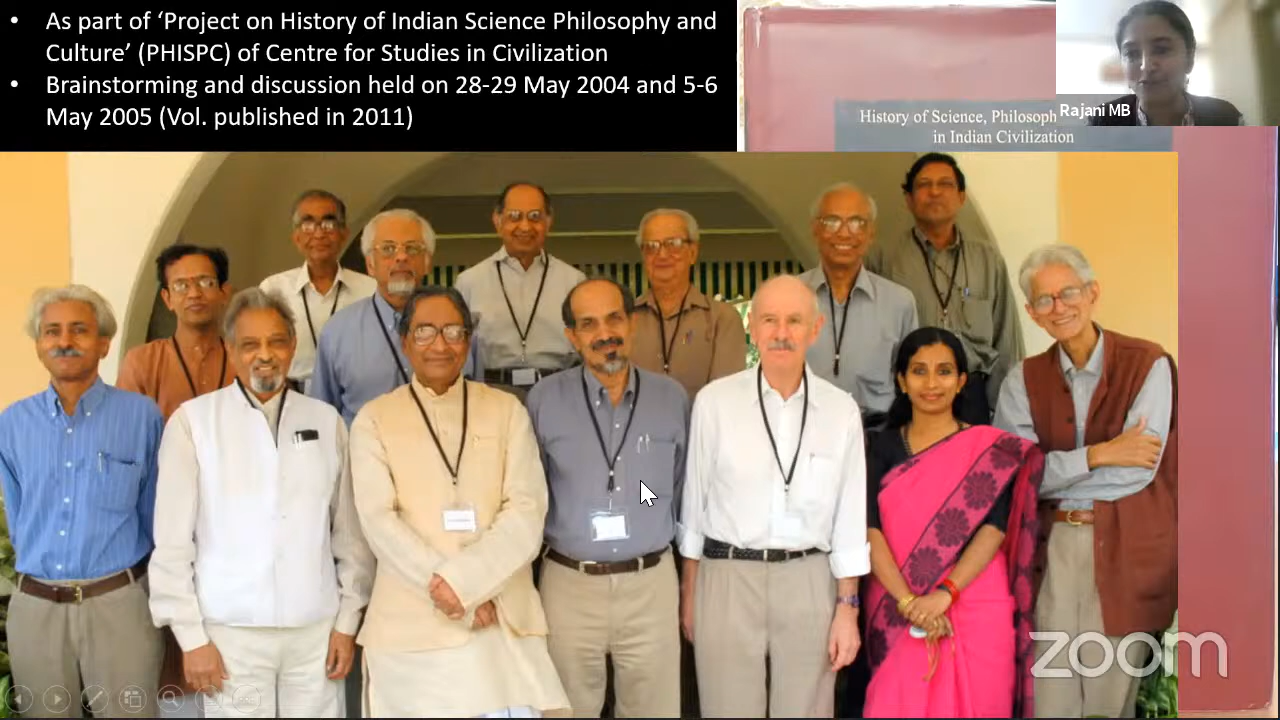 • As part of ‘Project on History of Indian Science Philosophy and
Culture’ (PHISPC) of Centre for Studies in Civilization
• Brainstorming and discussion held on 28-29 May 2004 and 5-6
May 2005 (Vol. published in 2011)
History of Science, Philosoph
in Indian Civilization
Rajani MB
zoom